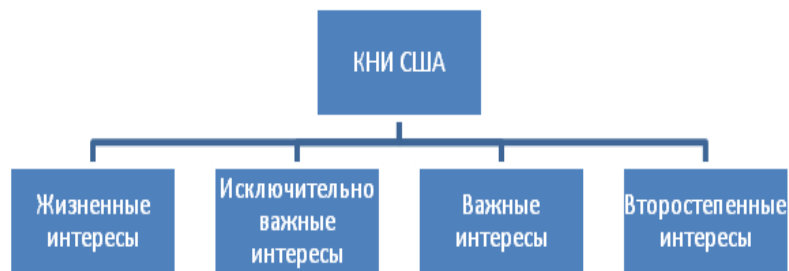 КНИ США
Жизненные
интересы
Исключительно
важные
интересы
Важные
интересы
Второстепенные
интересы